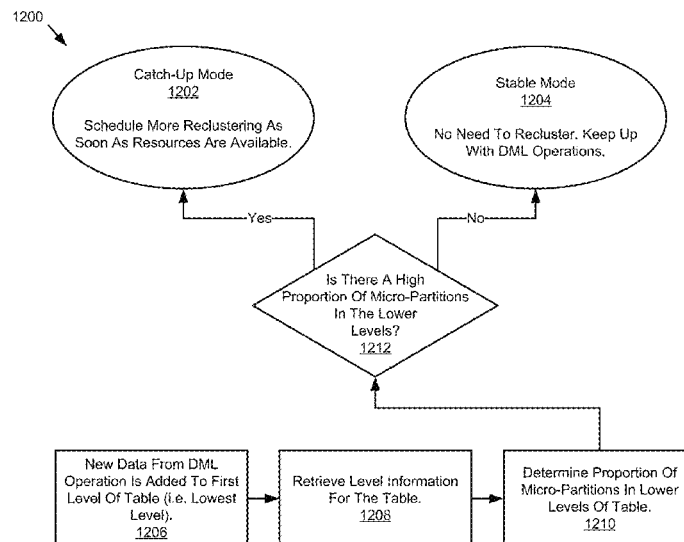 1200
Catch-Up Mode
1202
Schedule More Reclustering As
Soon As Resources Are Available.
Stable Mode
1204
No Need To Recluster. Keep Up
With DML Operations.
Yes
No
Is There A High
Proportion Of Micro-Partitions
In The Lower
Levels?
1212
New Data From DML
Operation Is Added To First
Level Of Table (i.e. Lowest
Level).
1206
Retrieve Level Information
For The Table.
1208
Determine Proportion Of
Micro-Partitions In Lower
Levels Of Table.
1210